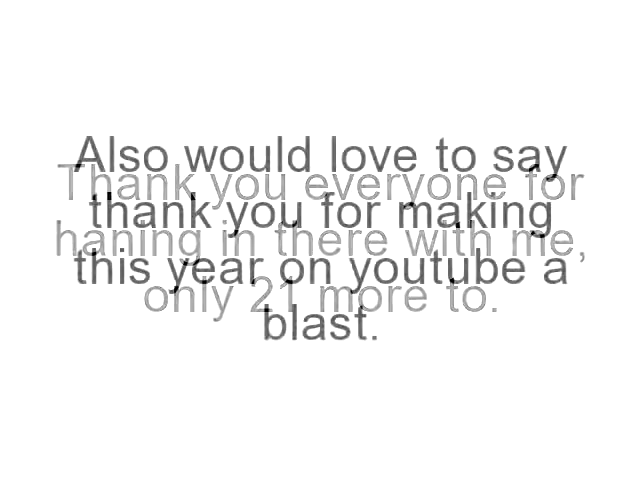 Also would love to say
thank you for making
this year on youtube a
blast.
Thank you everyone for
haning in there with me,
only 21 more to.